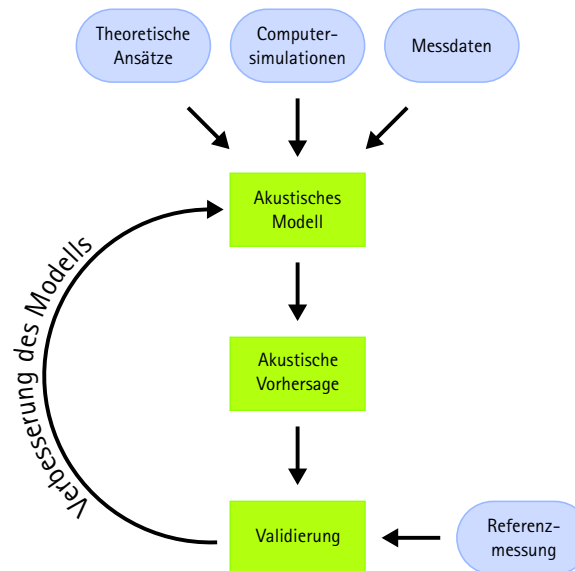 Theoretische
Ansätze
Computer-
simulationen
Messdaten
Akustisches
Modell
Verbesserung des Modells
Akustische
Vorhersage
Validierung
Referenz-
messung